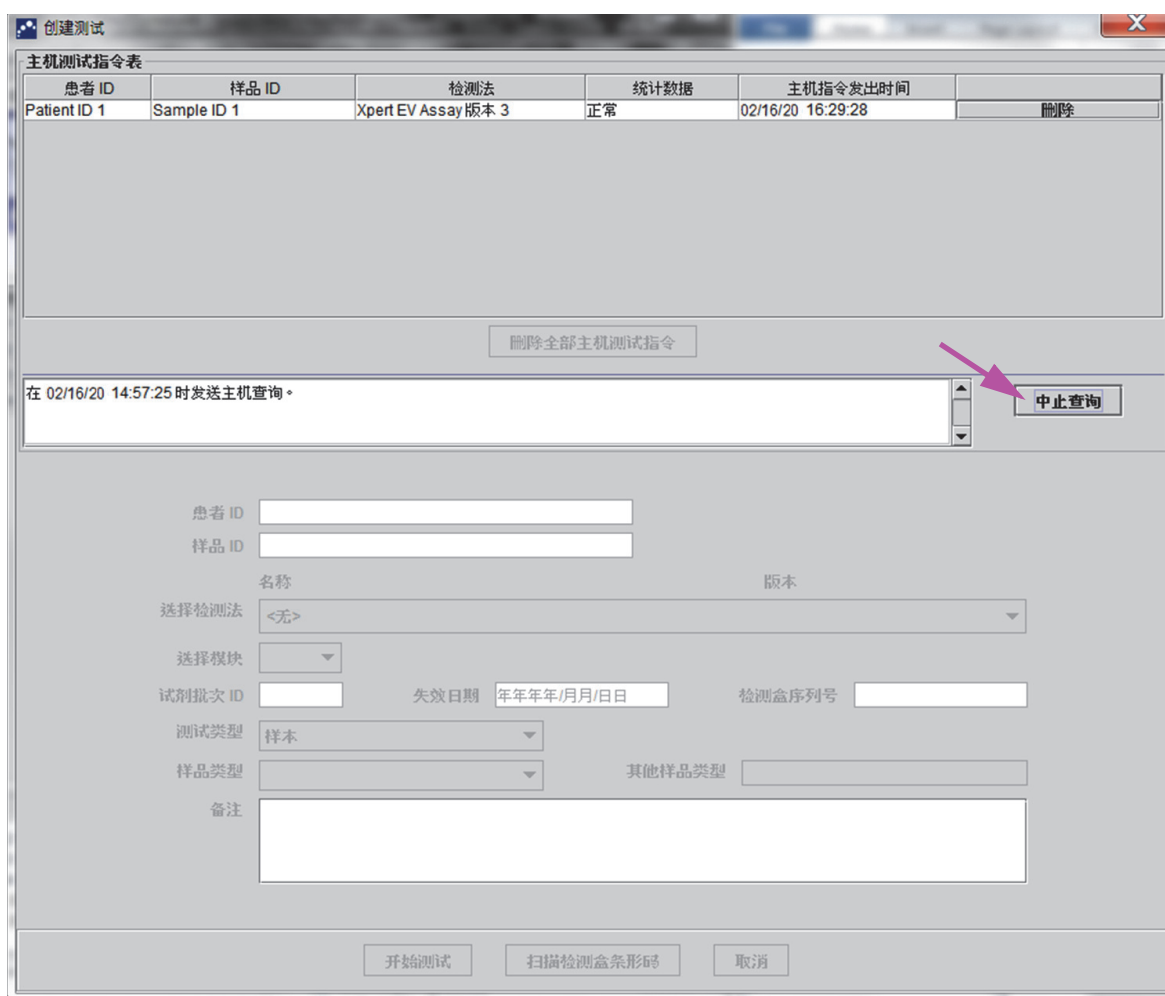 创建测试
主机测试指令表
患者 ID 样品 ID 检测法 统计数据 主机指令发出时间
Patient ID 1 Sample ID 1 Xpert EV Assay 版本 3 正常 02/16/20 16:29:28 删除
删除全部主机测试指令
在 02/16/20 14:57:25 时发送主机查询。
中止查询
患者 ID
样品 ID
名称 版本
选择检测法 <无>
选择模块
试剂批次 ID 失效日期 年年年年/月月/日日 检测盒序列号
测试类型 样本
样品类型 其他样品类型
备注
开始测试 扫描检测盒条形码 取消